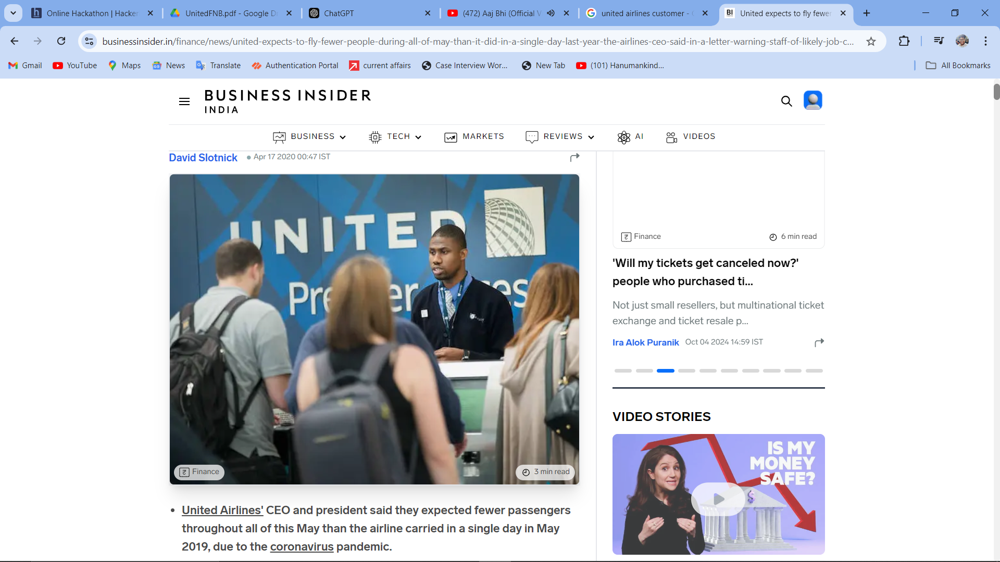 Online Hackathon | Hacker
UnitedFNB.pdf - Google D
ChatGPT
(472) Aaj Bhi (Official V
united airlines customer -
BI
United expects to fly fewer
businessinsider.in/finance/news/united-expects-to-fly-fewer-people-during-all-of-may-than-it-did-in-a-single-day-last-year-the-airlines-ceo-said-in-a-letter-warning-staff-of-likely-job-c...
Gmail
YouTube
Maps
News
Translate
Authentication Portal
current affairs
Case Interview Wor...
New Tab
(101) Hanumankind...
All Bookmarks
BUSINESS INSIDER
INDIA
BUSINESS
TECH
MARKETS
REVIEWS
AI
VIDEOS
David Slotnick
Apr 17 2020 00:47 IST
UNITED
Finance
3 min read
• United Airlines' CEO and president said they expected fewer passengers
throughout all of this May than the airline carried in a single day in May
2019, due to the coronavirus pandemic.
Finance
6 min read
'Will my tickets get canceled now?'
people who purchased ti...
Not just small resellers, but multinational ticket
exchange and ticket resale p...
Ira Alok Puranik
Oct 04 2024 14:59 IST
VIDEO STORIES
IS MY
MONEY
SAFE?